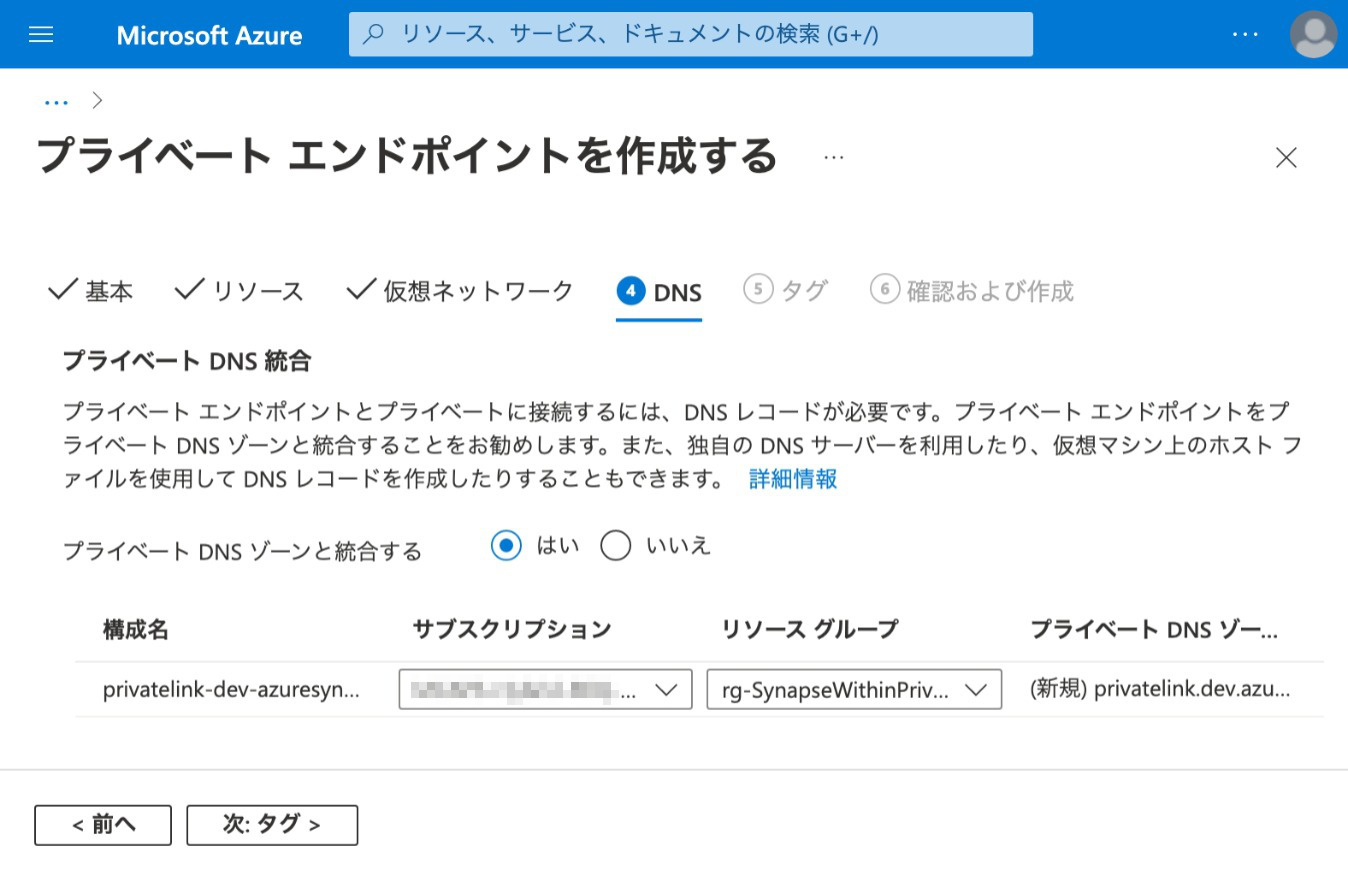 Microsoft Azure
リソース、サービス、ドキュメントの検索 (G+/)
...
... >
プライベート エンドポイントを作成する ...
基本 リソース 仮想ネットワーク 4 DNS 5 タグ 6 確認および作成
プライベート DNS 統合
プライベート エンドポイントとプライベートに接続するには、DNS レコードが必要です。プライベート エンドポイントをプ
ライベート DNS ゾーンと統合することをお勧めします。また、独自の DNS サーバーを利用したり、仮想マシン上のホスト フ
ァイルを使用して DNS レコードを作成したりすることもできます。 詳細情報
プライベート DNS ゾーンと統合する はい いいえ
構成名 サブスクリプション リソース グループ プライベート DNS ゾー...
privatelink-dev-azuresyn... ... rg-SynapseWithinPriv... (新規) privatelink.dev.azu...
< 前へ 次: タグ >